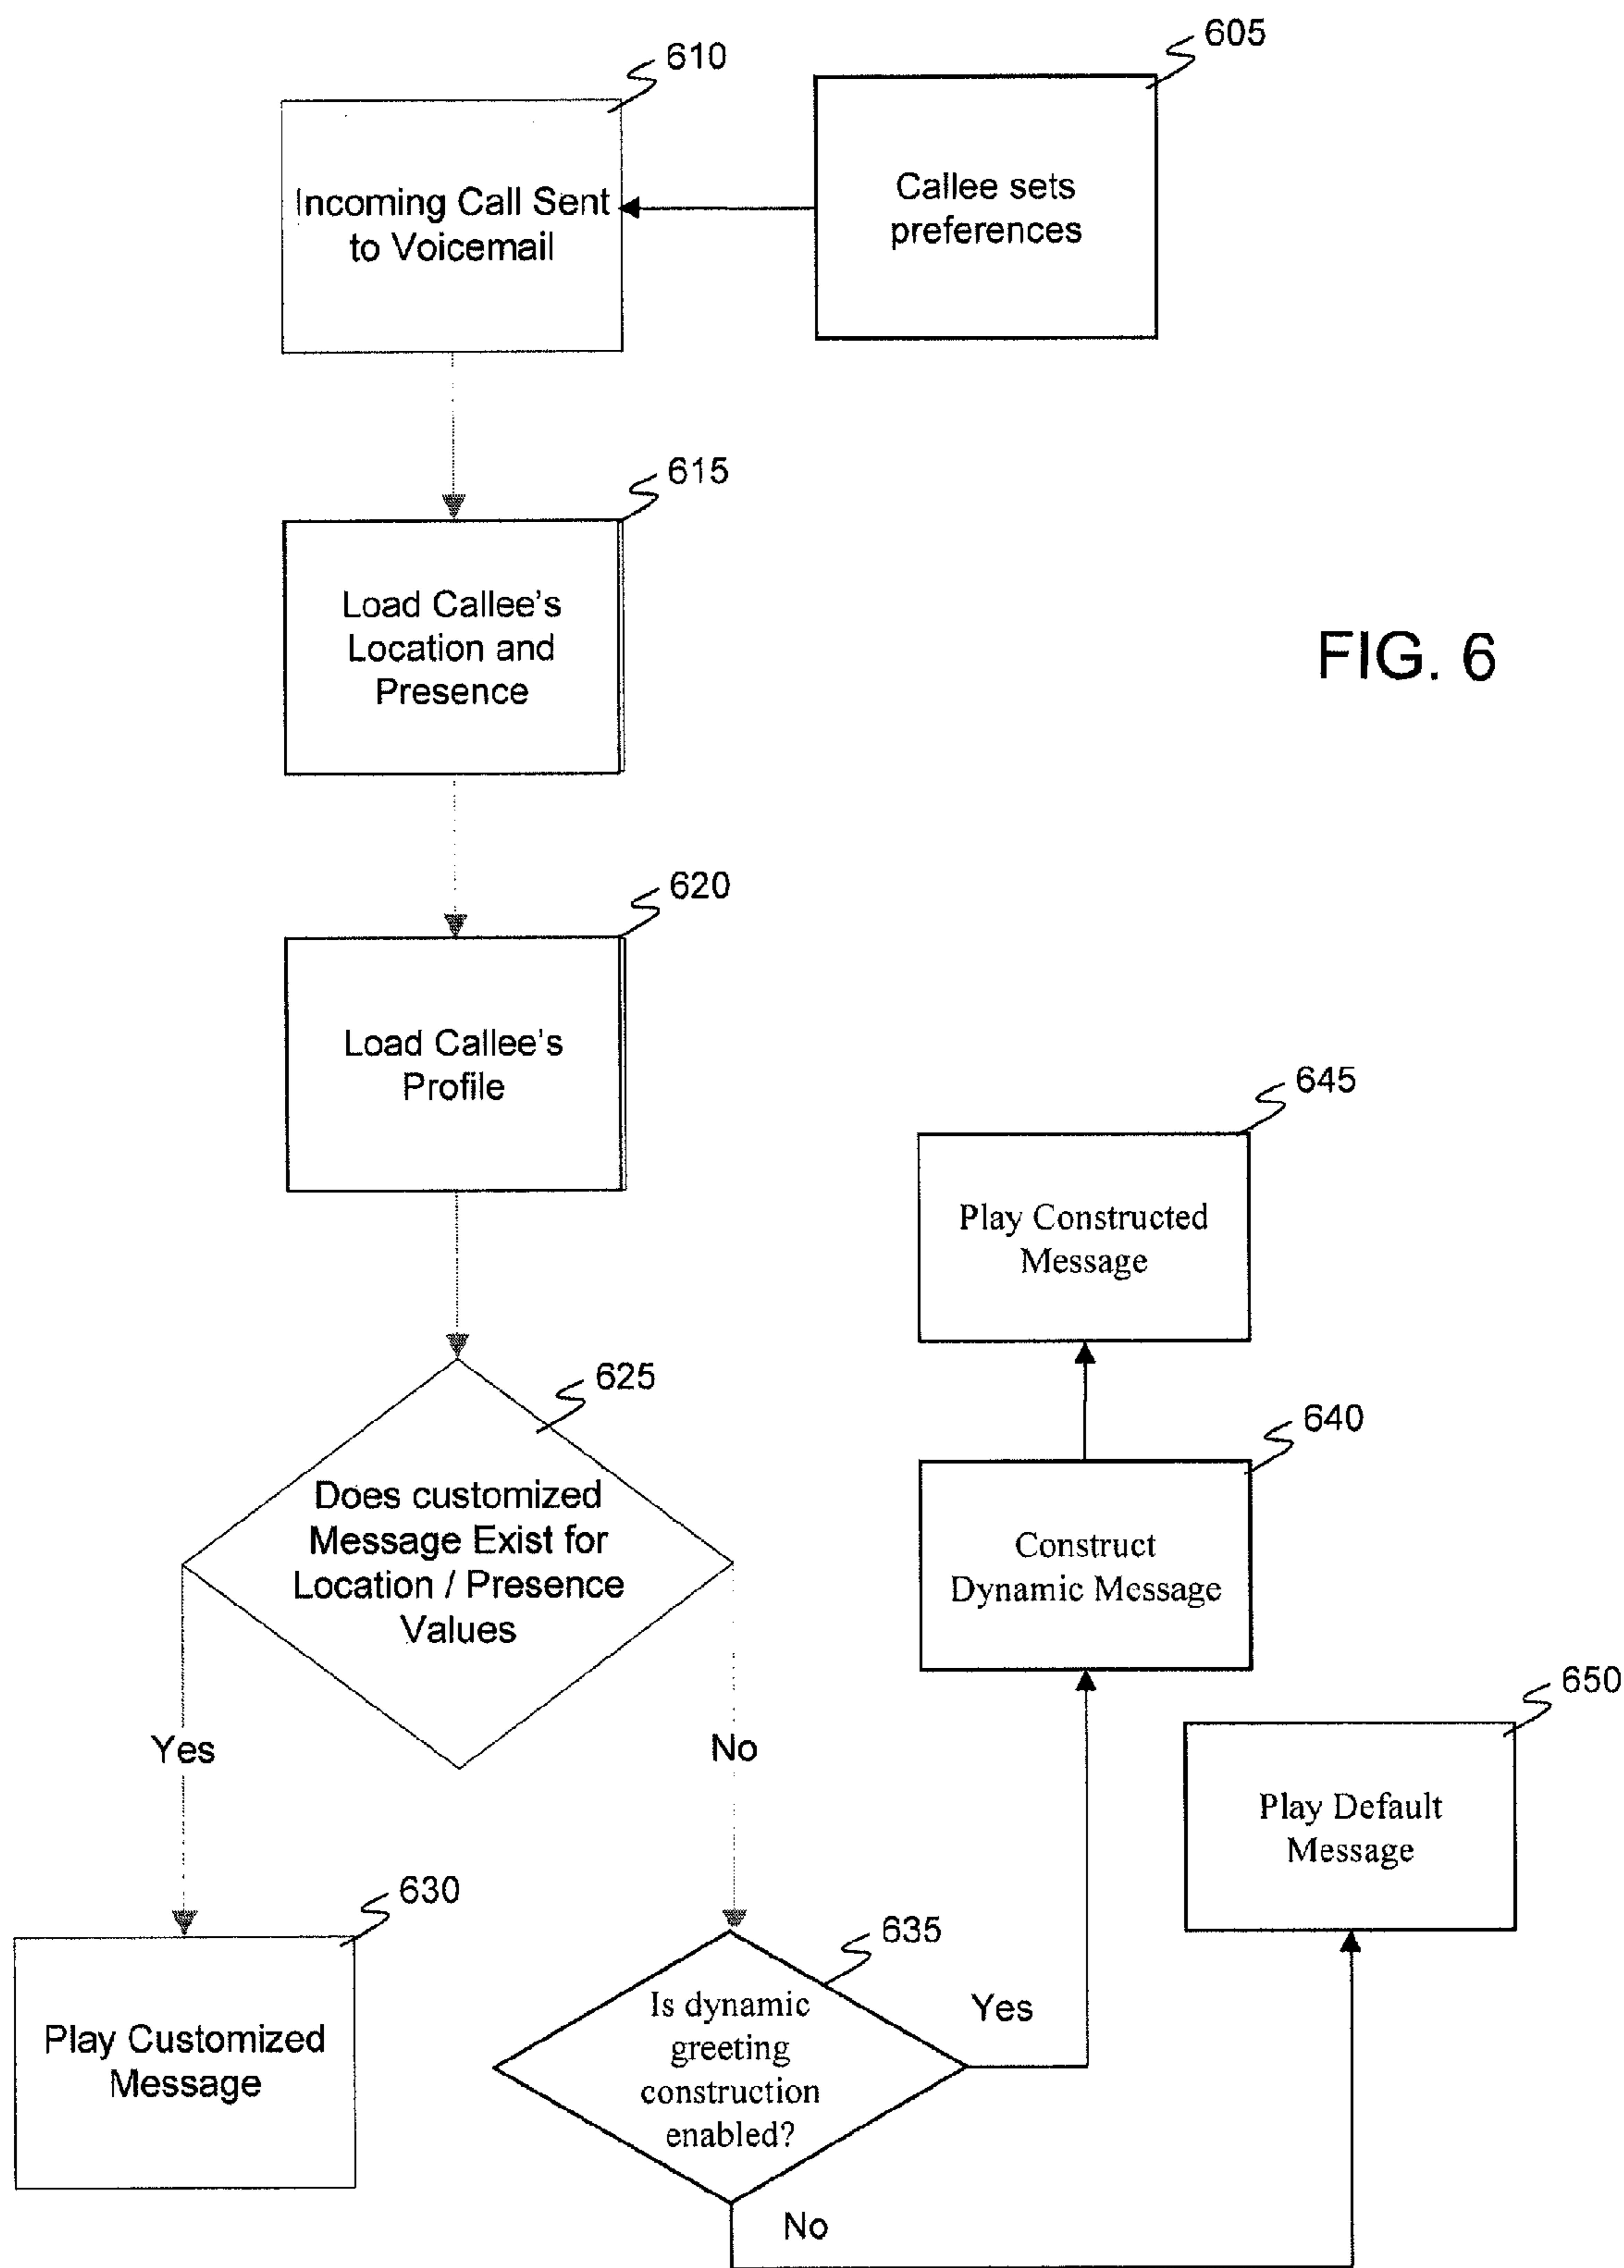 605
610
Callee sets
preferences
Incoming Call Sent
to Voicemail
615
Load Callee's
Location and
Presence
FIG. 6
620
Load Callee's
Profile
645
Play Constructed
Message
625
640
Does customized
Message Exist for
Location / Presence
Values
Construct
Dynamic Message
650
Yes
No
Play Default
Message
630
635
Play Customized
Message
Is dynamic
greeting
construction
enabled?
Yes
No